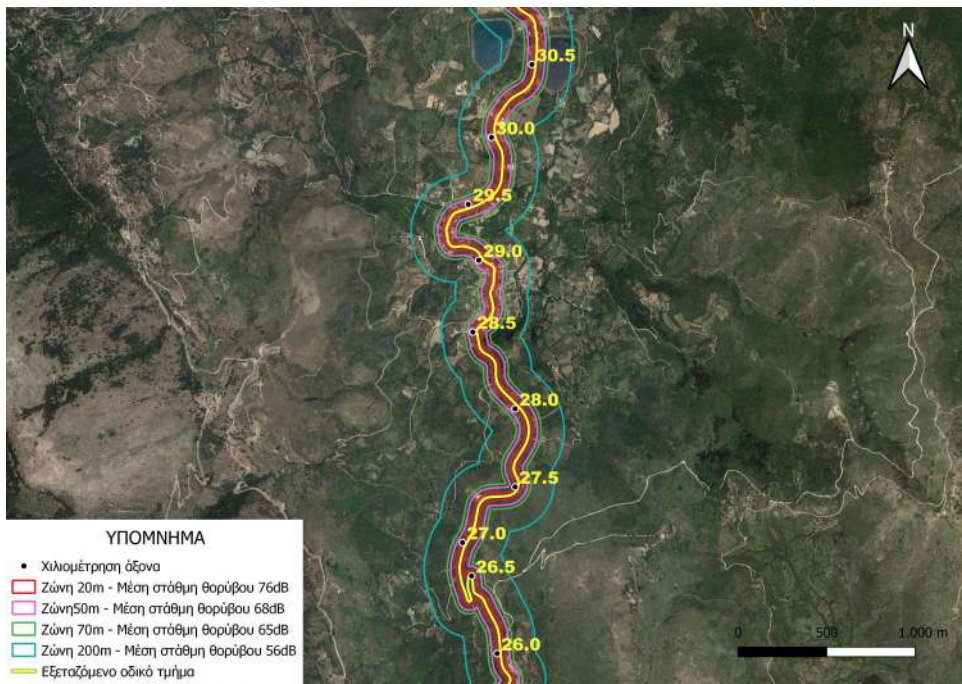 N
30.5
30.0
29.5
29.0
28.5
28.0
27.5
27.0
26.5
26.0
ΥΠΟΜΝΗΜΑ
Χιλιομέτρηση άξονα
Ζώνη 20m - Μέση στάθμη θορύβου 76dB
Ζώνη50m - Μέση στάθμη θορύβου 68dB
Ζώνη 70m - Μέση στάθμη θορύβου 65dB
Ζώνη 200m - Μέση στάθμη θορύβου 56dB
Εξεταζόμενο οδικό τμήμα
0 500 1.000 m